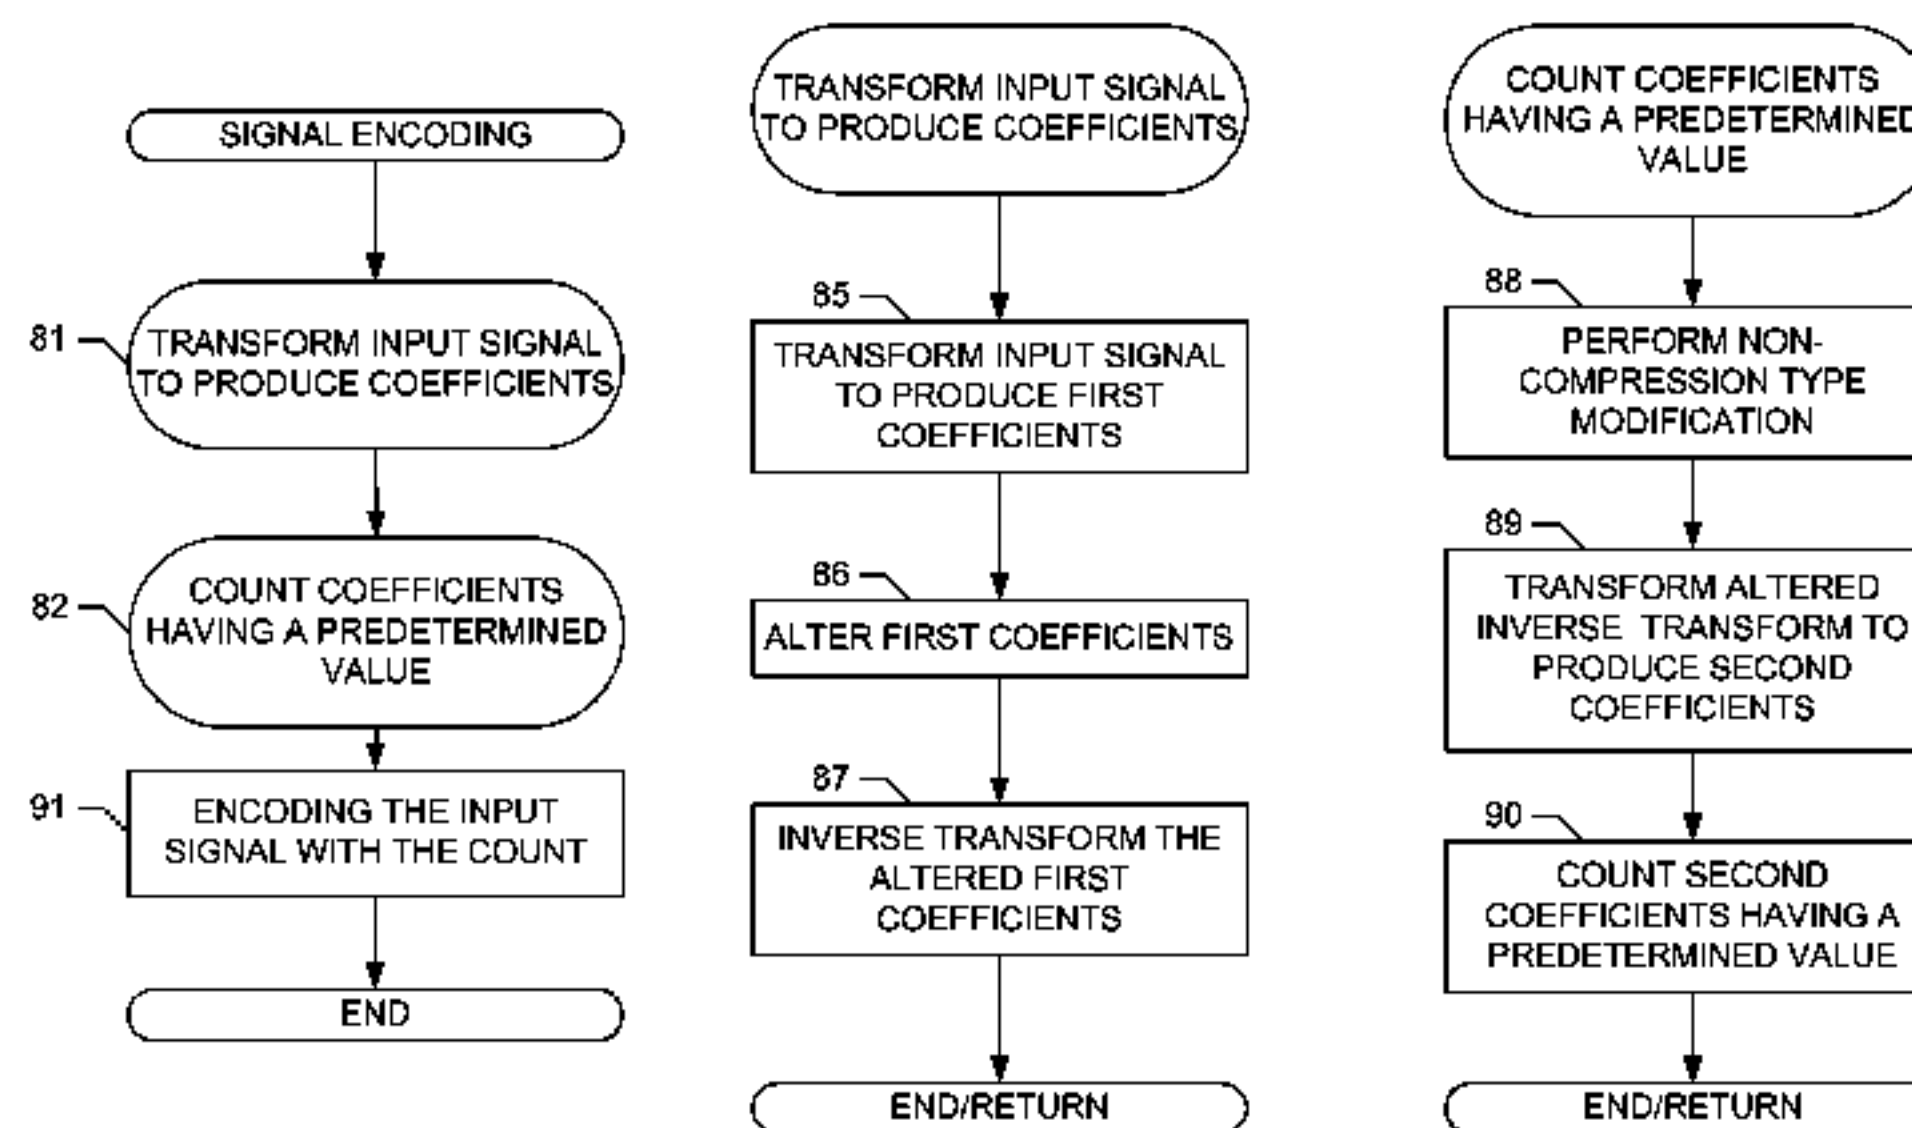 SIGNAL ENCODING
81
TRANSFORM INPUT SIGNAL
TO PRODUCE COEFFICIENTS
82
COUNT COEFFICIENTS
HAVING A PREDETERMINED
VALUE
91
ENCODING THE INPUT
SIGNAL WITH THE COUNT
END
TRANSFORM INPUT SIGNAL
TO PRODUCE COEFFICIENTS
85
TRANSFORM INPUT SIGNAL
TO PRODUCE FIRST
COEFFICIENTS
86
ALTER FIRST COEFFICIENTS
87
INVERSE TRANSFORM THE
ALTERED FIRST
COEFFICIENTS
END/RETURN
COUNT COEFFICIENTS
HAVING A PREDETERMINED
VALUE
88
PERFORM NON-
COMPRESSION TYPE
MODIFICATION
89
TRANSFORM ALTERED
INVERSE TRANSFORM TO
PRODUCE SECOND
COEFFICIENTS
90
COUNT SECOND
COEFFICIENTS HAVING A
PREDETERMINED VALUE
END/RETURN